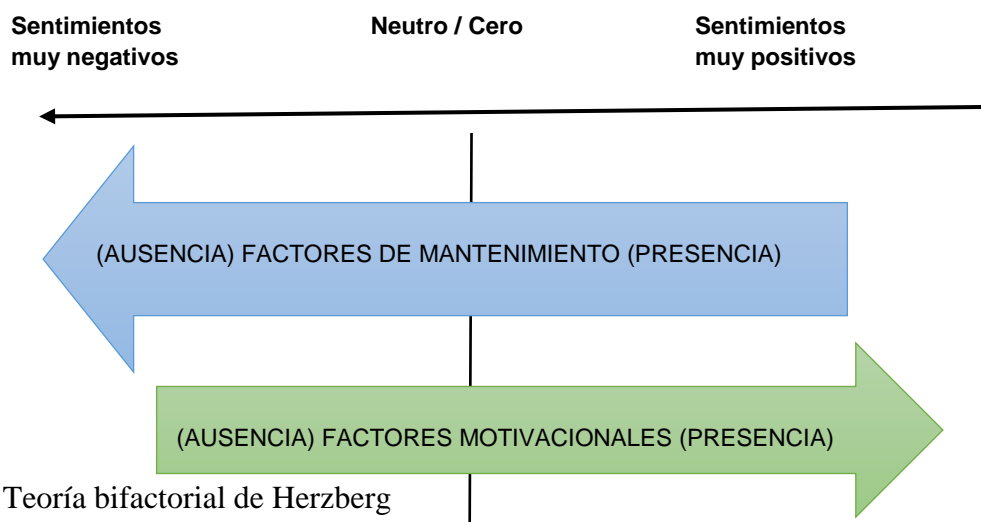 Sentimientos
muy negativos
Neutro / Cero
Sentimientos
muy positivos
(AUSENCIA) FACTORES DE MANTENIMIENTO (PRESENCIA)
(AUSENCIA) FACTORES MOTIVACIONALES (PRESENCIA)
Teoría bifactorial de Herzberg